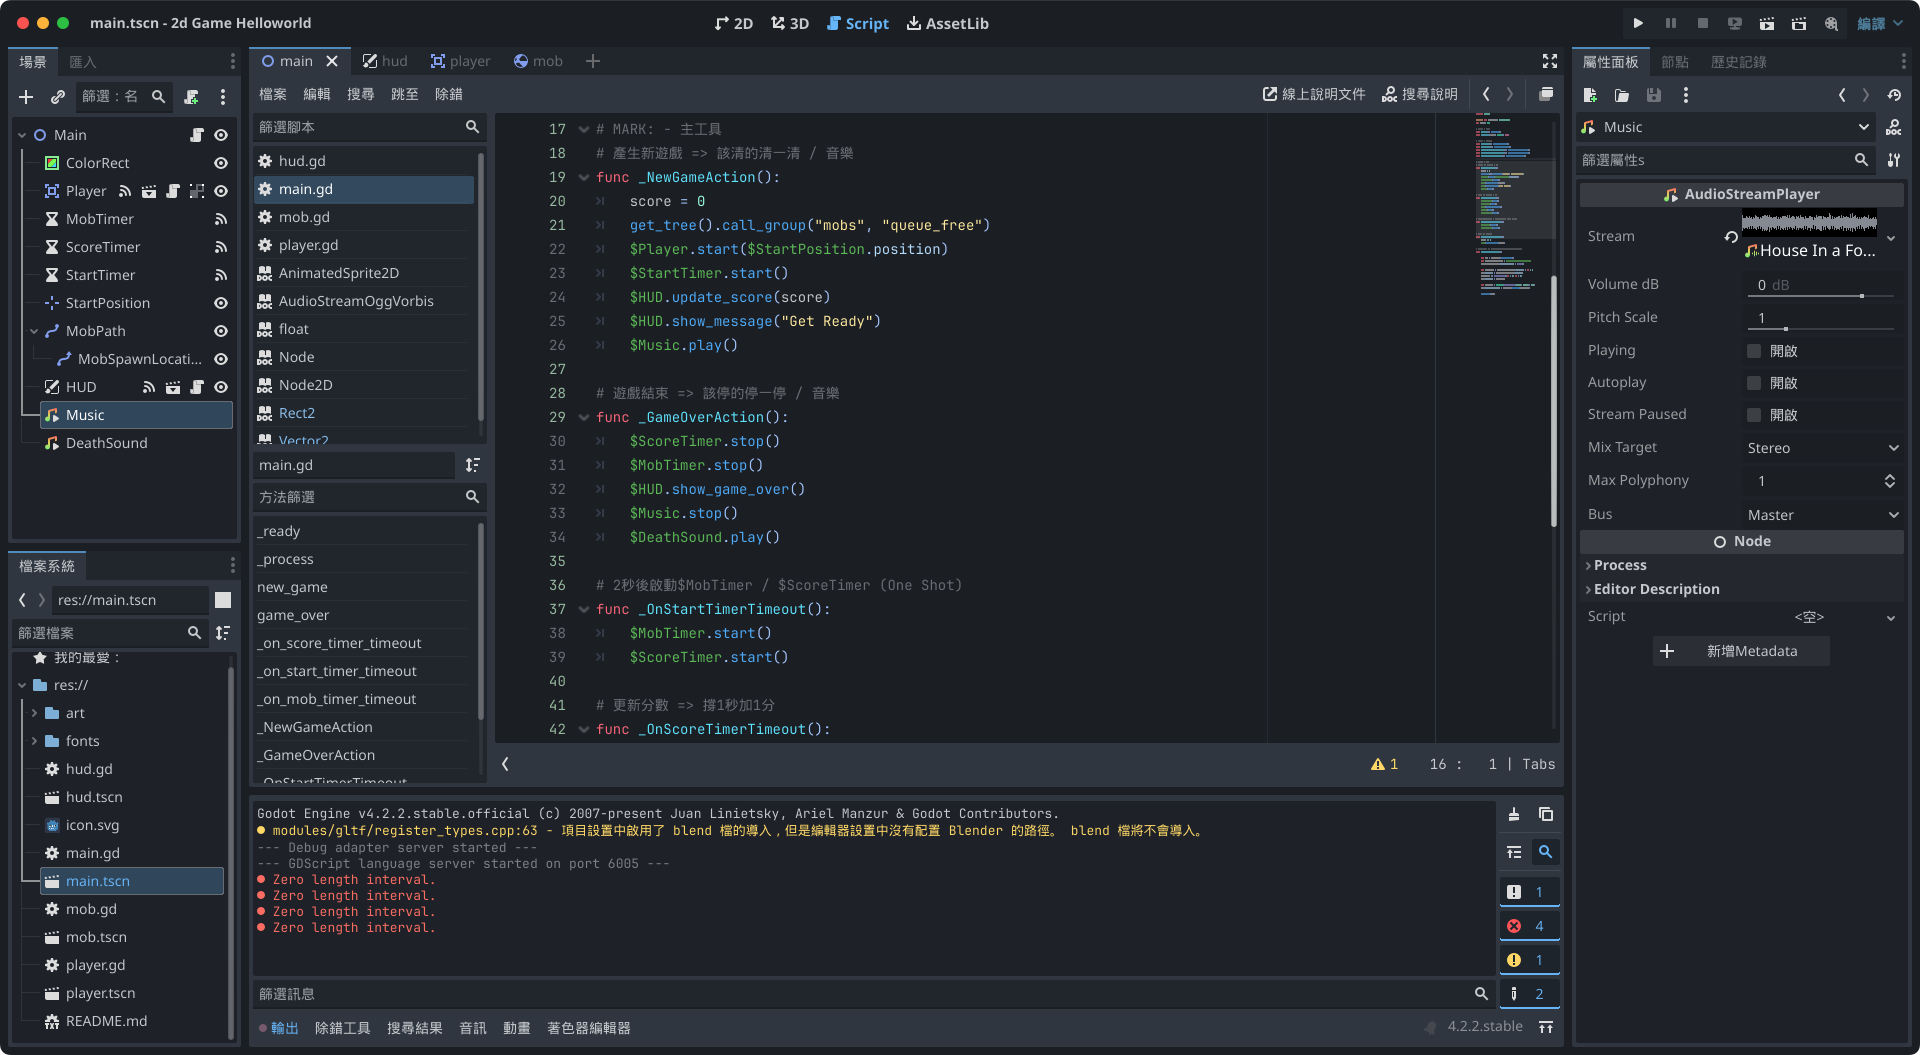 main.tscn - 2d Game Helloworld
2D 3D Script AssetLib
編譯
場景 匯入
篩選：名
Main
ColorRect
Player
MobTimer
ScoreTimer
StartTimer
StartPosition
MobPath
MobSpawnLocati...
HUD
Music
DeathSound
檔案系統
res://main.tscn
篩選檔案
我的最愛：
res://
art
fonts
hud.gd
hud.tscn
icon.svg
main.gd
main.tscn
mob.gd
mob.tscn
player.gd
player.tscn
README.md
main hud player mob
檔案 編輯 搜尋 跳至 除錯
線上說明文件 搜尋說明
篩選腳本
hud.gd
main.gd
mob.gd
player.gd
AnimatedSprite2D
AudioStreamOggVorbis
float
Node
Node2D
Rect2
Vector2
main.gd
方法篩選
_ready
_process
new_game
game_over
_on_score_timer_timeout
_on_start_timer_timeout
_on_mob_timer_timeout
_NewGameAction
_GameOverAction
_OnStartTimerTimeout
17 # MARK: - 主工具
18 # 產生新遊戲 => 該清的清一清 / 音樂
19 func _NewGameAction():
20 score = 0
21 get_tree().call_group("mobs", "queue_free")
22 $Player.start($StartPosition.position)
23 $StartTimer.start()
24 $HUD.update_score(score)
25 $HUD.show_message("Get Ready")
26 $Music.play()
27
28 # 遊戲結束 => 該停的停一停 / 音樂
29 func _GameOverAction():
30 $ScoreTimer.stop()
31 $MobTimer.stop()
32 $HUD.show_game_over()
33 $Music.stop()
34 $DeathSound.play()
35
36 # 2秒後啟動$MobTimer / $ScoreTimer (One Shot)
37 func _OnStartTimerTimeout():
38 $MobTimer.start()
39 $ScoreTimer.start()
40
41 # 更新分數 => 撐1秒加1分
42 func _OnScoreTimerTimeout():
1 16 : 1 | Tabs
Godot Engine v4.2.2.stable.official (c) 2007-present Juan Linietsky, Ariel Manzur & Godot Contributors.
modules/gltf/register_types.cpp:63 - 項目設置中啟用了 blend 檔的導入，但是編輯器設置中沒有配置 Blender 的路徑。 blend 檔將不會導入。
--- Debug adapter server started ---
--- GDScript language server started on port 6005 ---
Zero length interval.
Zero length interval.
Zero length interval.
Zero length interval.
1
4
1
2
篩選訊息
輸出 除錯工具 搜尋結果 音訊 動畫 著色器編輯器
4.2.2.stable
屬性面板 節點 歷史記錄
Music
篩選屬性s
AudioStreamPlayer
Stream House In a Fo...
Volume dB 0 dB
Pitch Scale 1
Playing 開啟
Autoplay 開啟
Stream Paused 開啟
Mix Target Stereo
Max Polyphony 1
Bus Master
Node
Process
Editor Description
Script <空>
新增Metadata